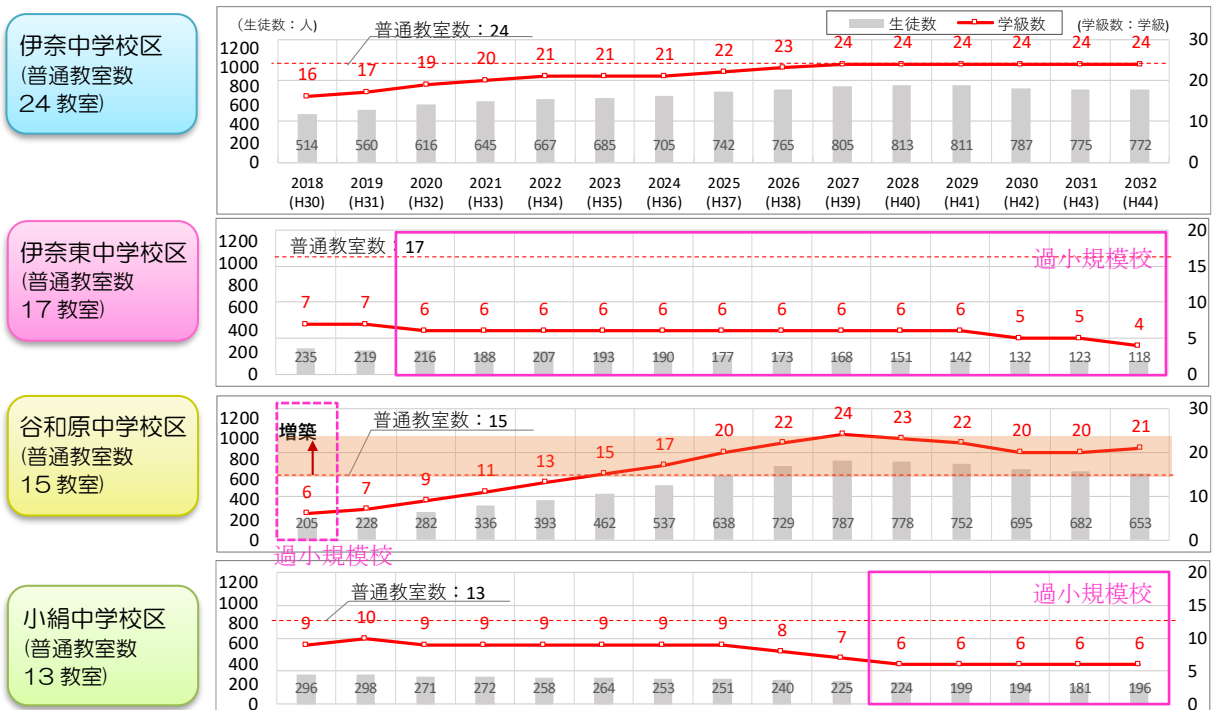 伊奈中学校区
(普通教室数
24 教室)
(生徒数：人)
普通教室数：24
生徒数 学級数
(学級数：学級)
1200
1000
800
600
400
200
0
30
20
10
0
16 17 19 20 21 21 21 22 23 24 24 24 24 24 24
514 560 616 645 667 685 705 742 765 805 813 811 787 775 772
2018 2019 2020 2021 2022 2023 2024 2025 2026 2027 2028 2029 2030 2031 2032
(H30) (H31) (H32) (H33) (H34) (H35) (H36) (H37) (H38) (H39) (H40) (H41) (H42) (H43) (H44)
伊奈東中学校区
(普通教室数
17 教室)
普通教室数：17
過小規模校
1200
1000
800
600
400
200
0
20
15
10
5
0
7 7 6 6 6 6 6 6 6 6 6 6 5 5 4
235 219 216 188 207 193 190 177 173 168 151 142 132 123 118
谷和原中学校区
(普通教室数
15 教室)
普通教室数：15
増築
1200
1000
800
600
400
200
0
30
20
10
0
6 7 9 11 13 15 17 20 22 24 23 22 20 20 21
205 228 282 336 393 462 537 638 729 787 778 752 695 682 653
過小規模校
小絹中学校区
(普通教室数
13 教室)
普通教室数：13
過小規模校
1200
1000
800
600
400
200
0
20
15
10
5
0
9 10 9 9 9 9 9 9 8 7 6 6 6 6 6
296 298 271 272 258 264 253 251 240 225 224 199 194 181 196